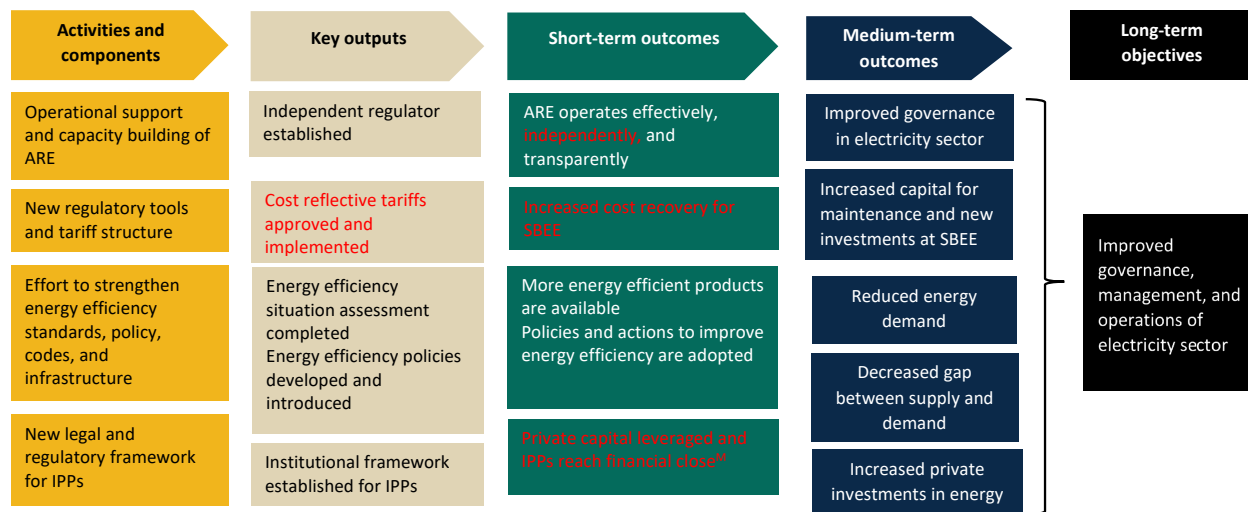 Activities and
components
Key outputs
Short-term outcomes
Medium-term
outcomes
Long-term
objectives
Operational support
and capacity building of
ARE
Independent regulator
established
ARE operates effectively,
independently, and
transparently
Improved governance
in electricity sector
New regulatory tools
and tariff structure
Cost reflective tariffs
approved and
implemented
Increased cost recovery for
SBEE
Increased capital for
maintenance and new
investments at SBEE
Effort to strengthen
energy efficiency
standards, policy,
codes, and
infrastructure
Energy efficiency
situation assessment
completed
Energy efficiency policies
developed and
introduced
More energy efficient products
are available
Policies and actions to improve
energy efficiency are adopted
Reduced energy
demand
Decreased gap
between supply and
demand
New legal and
regulatory framework
for IPPs
Institutional framework
established for IPPs
Private capital leveraged and
IPPs reach financial close
Increased private
investments in energy
Improved
governance,
management, and
operations of
electricity sector